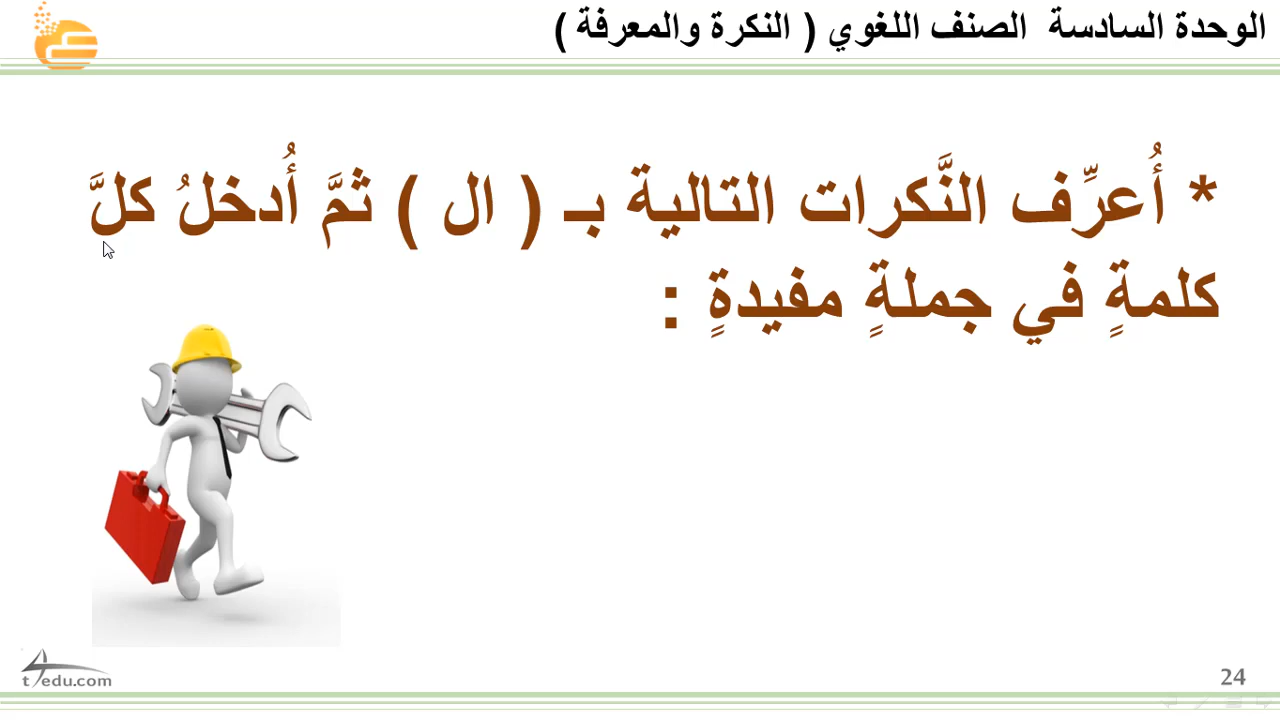 الوحدة السادسة الصنف اللغوي ( النكرة والمعرفة )
* أُعرِّف النَّكرات التالية بـ ( ال ) ثمَّ أُدخلُ كلَّ
كلمةٍ في جملةٍ مفيدةٍ :
t4edu.com
24